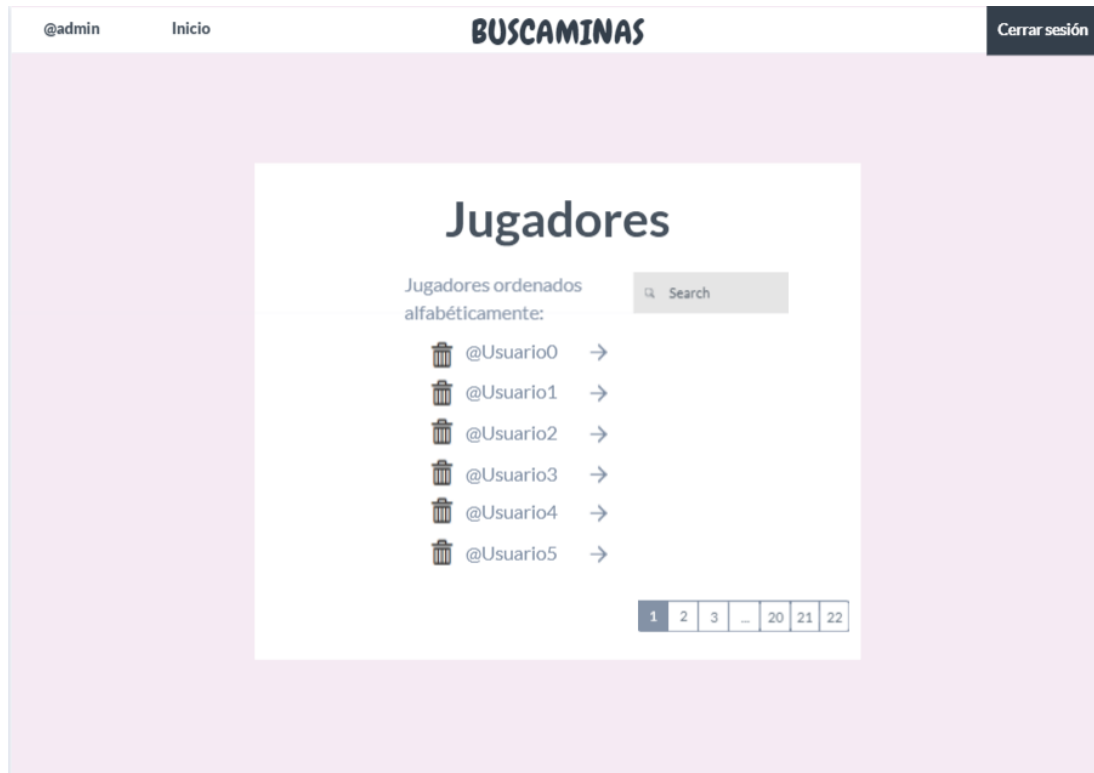 @admin Inicio BUSCAMINAS Cerrar sesión
Jugadores
Jugadores ordenados
alfabéticamente:
Search
@Usuario0
@Usuario1
@Usuario2
@Usuario3
@Usuario4
@Usuario5
1 2 3 ... 20 21 22